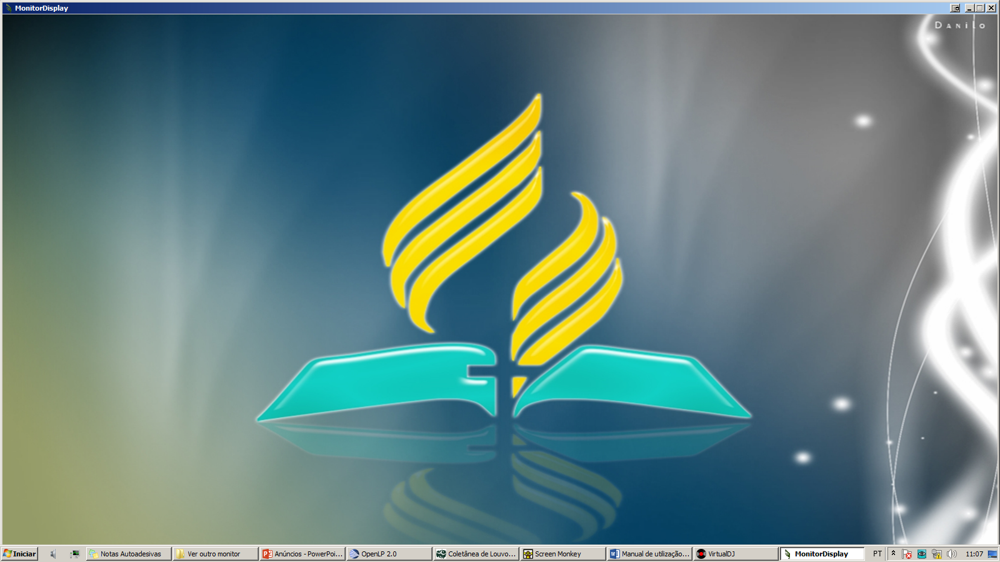 MonitorDisplay
Danilo
Iniciar
Notas Autoadesivas
Ver outro monitor
Anúncios - PowerPoi...
OpenLP 2.0
Coletânea de Louvo...
Screen Monkey
Manual de utilização...
VirtualDJ
MonitorDisplay
PT
11:07